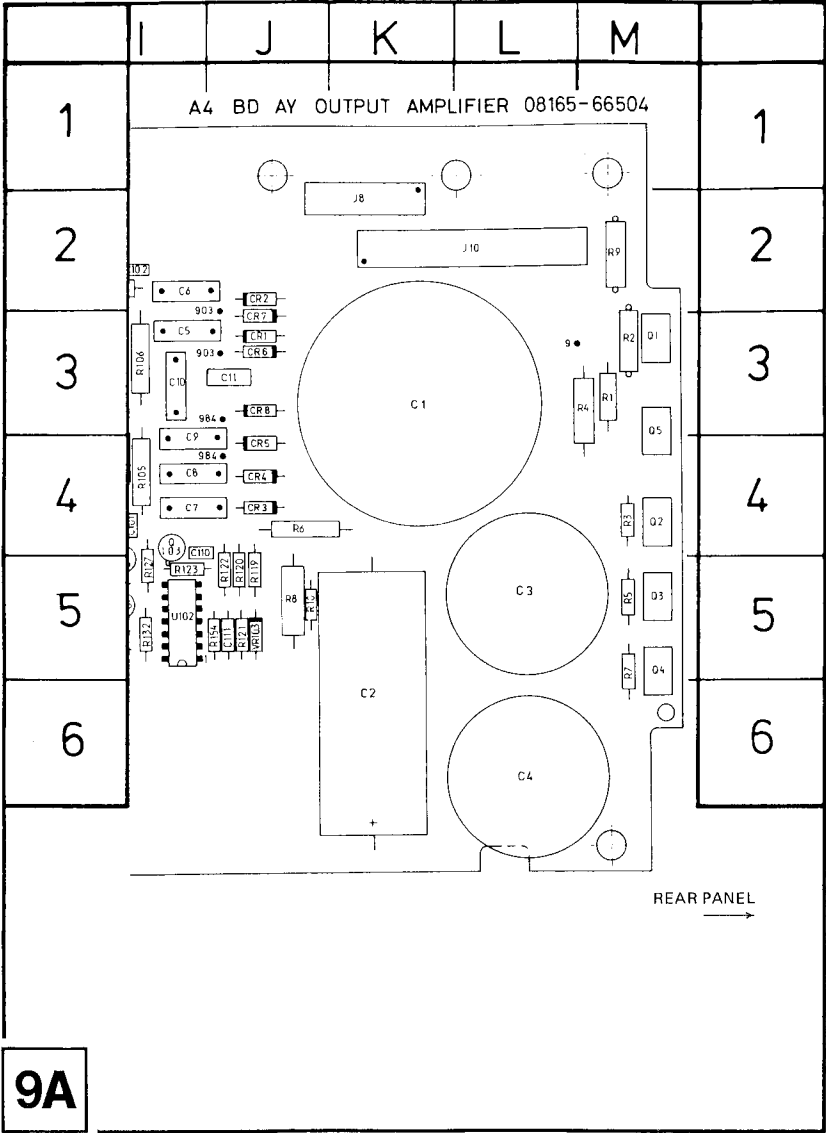 I J K L M
1 A4 BD AY OUTPUT AMPLIFIER 08165-66504 1
J8
2 J10 R9 2
102
C6 CR2
903 CR7
C5 CR1 9 R2 Q1
903 CR6
3 R106 C10 C11 C1 R4 R1 3
984 CR8
C9 CR5 Q5
984
4 R105 C8 CR4 4
C7 CR3
C101 R6 R3 Q2
Q103 C110
R127 R123 R122 R120 R119
5 U102 R8 R10 C3 R5 Q3 5
R132 R154 C111 R121 VR103
R7 Q4
C2
6 6
C4
+
REAR PANEL
9A